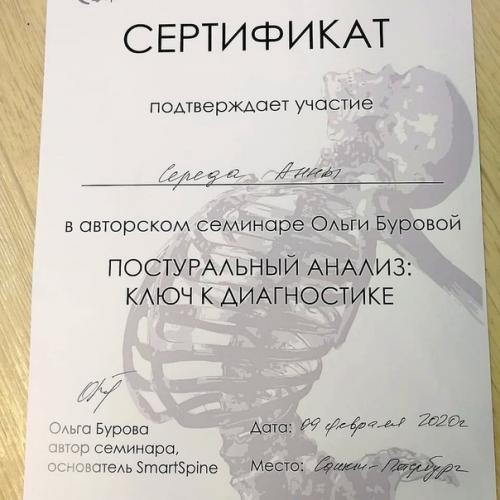 СЕРТИФИКАТ
подтверждает участие
Середа Анны
в авторском семинаре Ольги Буровой
ПОСТУРАЛЬНЫЙ АНАЛИЗ:
КЛЮЧ К ДИАГНОСТИКЕ
Ольга Бурова
автор семинара,
основатель SmartSpine
Дата: 09 февраля 2020г
Место: Санкт-Петербург